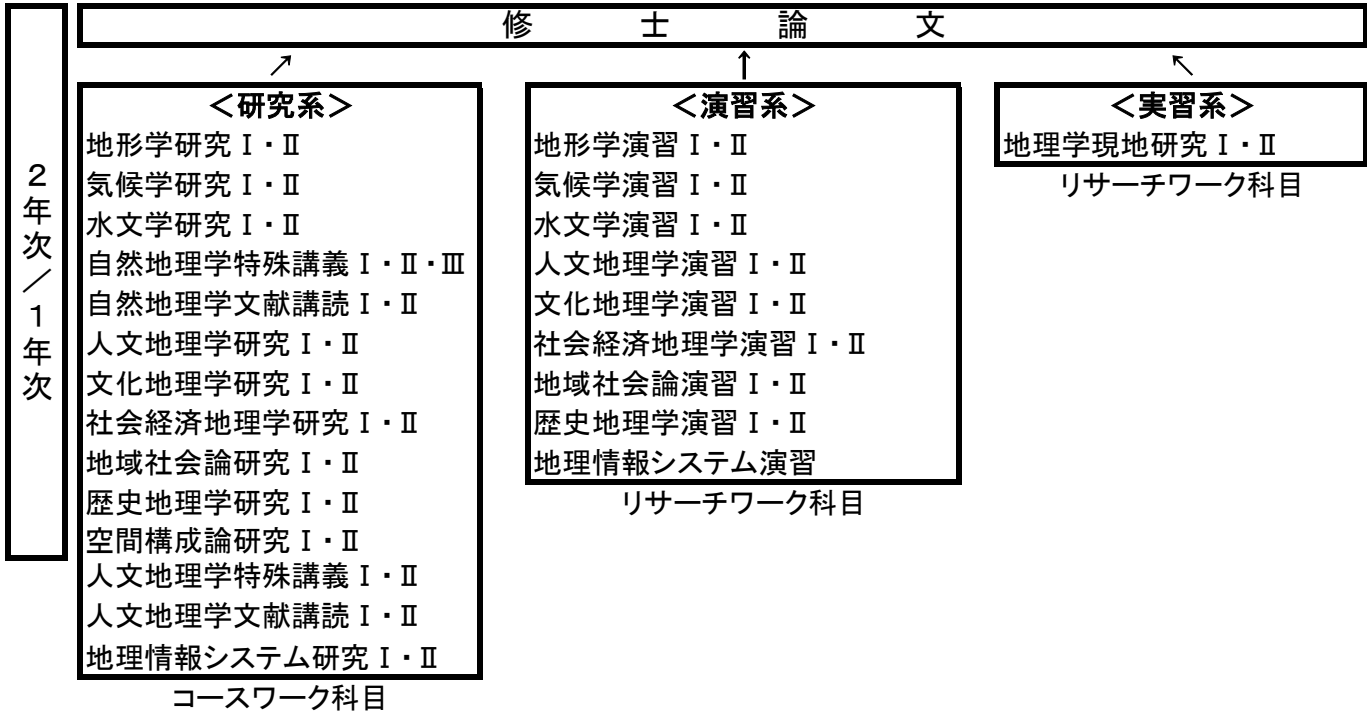 修士論文
↗ ↑ ↖
2年次/1年次
<研究系>
地形学研究Ⅰ・Ⅱ
気候学研究Ⅰ・Ⅱ
水文学研究Ⅰ・Ⅱ
自然地理学特殊講義Ⅰ・Ⅱ・Ⅲ
自然地理学文献講読Ⅰ・Ⅱ
人文地理学研究Ⅰ・Ⅱ
文化地理学研究Ⅰ・Ⅱ
社会経済地理学研究Ⅰ・Ⅱ
地域社会論研究Ⅰ・Ⅱ
歴史地理学研究Ⅰ・Ⅱ
空間構成論研究Ⅰ・Ⅱ
人文地理学特殊講義Ⅰ・Ⅱ
人文地理学文献講読Ⅰ・Ⅱ
地理情報システム研究Ⅰ・Ⅱ
コースワーク科目
<演習系>
地形学演習Ⅰ・Ⅱ
気候学演習Ⅰ・Ⅱ
水文学演習Ⅰ・Ⅱ
人文地理学演習Ⅰ・Ⅱ
文化地理学演習Ⅰ・Ⅱ
社会経済地理学演習Ⅰ・Ⅱ
地域社会論演習Ⅰ・Ⅱ
歴史地理学演習Ⅰ・Ⅱ
地理情報システム演習
リサーチワーク科目
<実習系>
地理学現地研究Ⅰ・Ⅱ
リサーチワーク科目